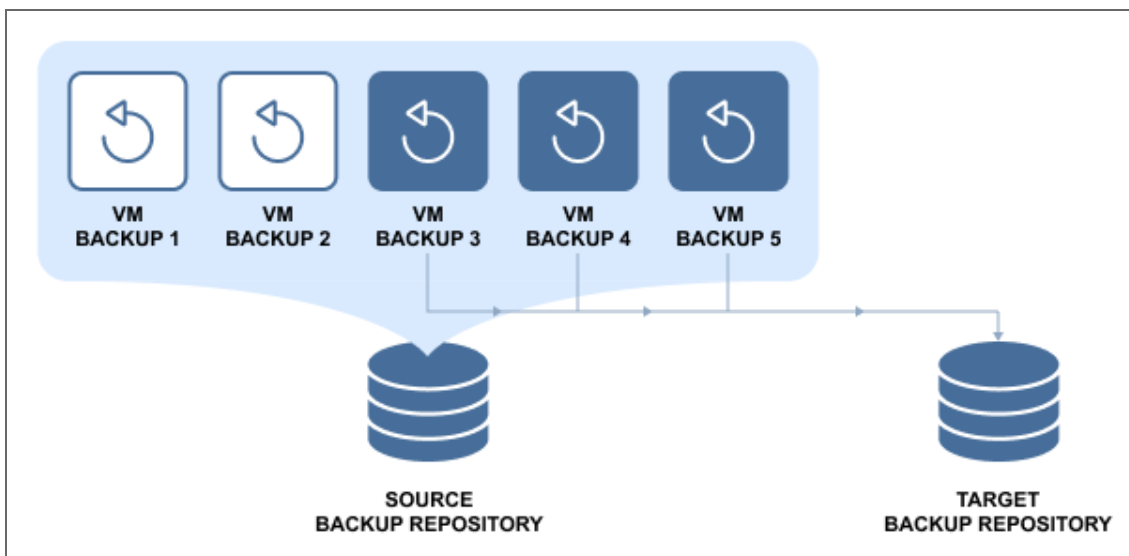 VM
BACKUP 1
VM
BACKUP 2
VM
BACKUP 3
VM
BACKUP 4
VM
BACKUP 5
SOURCE
BACKUP REPOSITORY
TARGET
BACKUP REPOSITORY